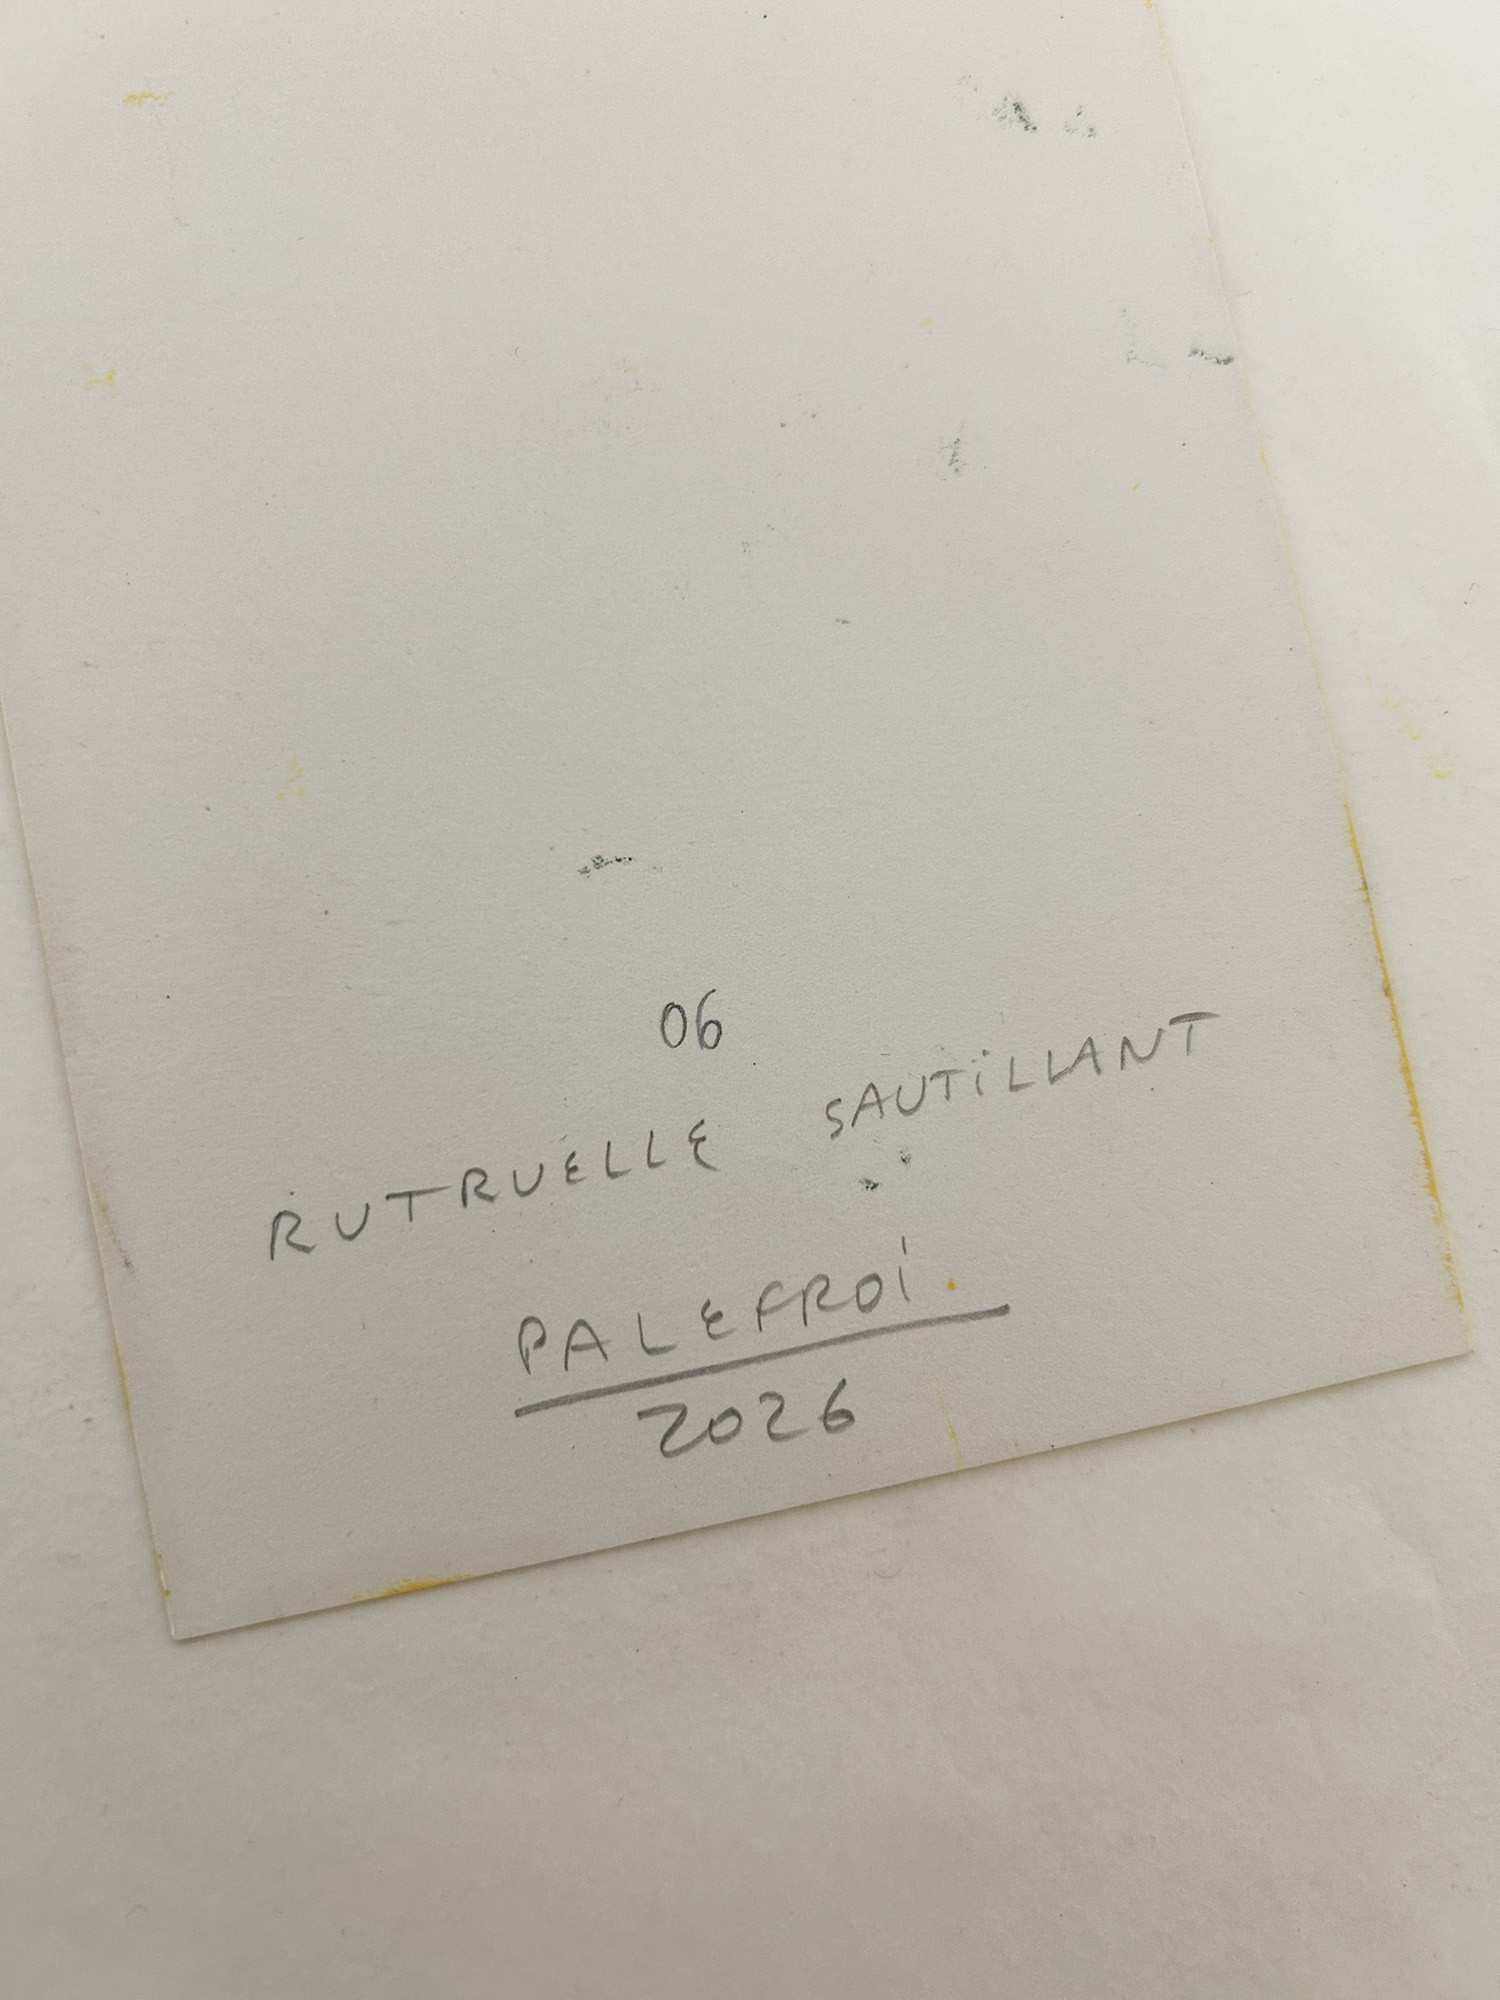 06
RUTRUELLE SAUTiLLANT
PALEFROi.
2026